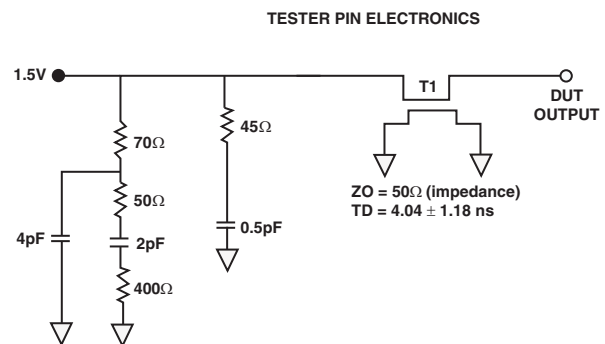 TESTER PIN ELECTRONICS
1.5V
T1
DUT
OUTPUT
70Ω
45Ω
50Ω
4pF
2pF
0.5pF
400Ω
ZO = 50Ω (impedance)
TD = 4.04 ± 1.18 ns